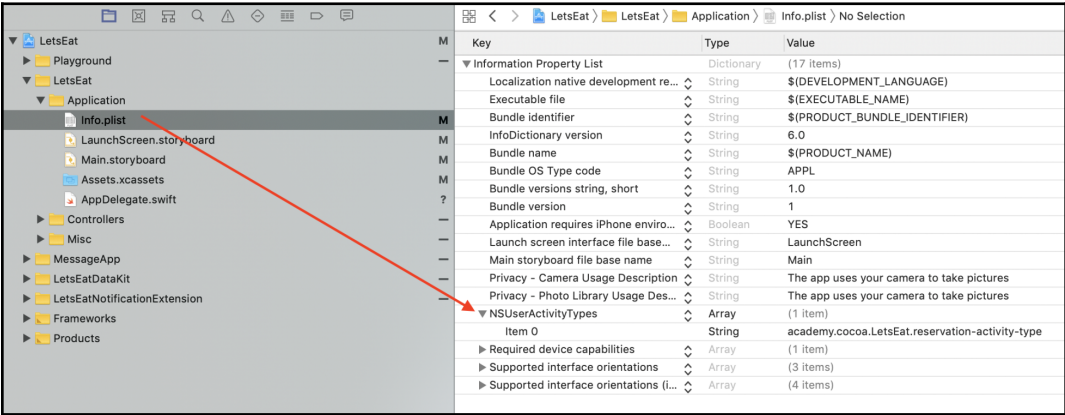 LetsEat M
Playground —
LetsEat
Application
Info.plist M
LaunchScreen.storyboard M
Main.storyboard M
Assets.xcassets M
AppDelegate.swift ?
Controllers —
Misc —
MessageApp —
LetsEatDataKit —
LetsEatNotificationExtension —
Frameworks
Products
LetsEat LetsEat Application Info.plist No Selection
Key Type Value
Information Property List Dictionary (17 items)
Localization native development re... String $(DEVELOPMENT_LANGUAGE)
Executable file String $(EXECUTABLE_NAME)
Bundle identifier String $(PRODUCT_BUNDLE_IDENTIFIER)
InfoDictionary version String 6.0
Bundle name String $(PRODUCT_NAME)
Bundle OS Type code String APPL
Bundle versions string, short String 1.0
Bundle version String 1
Application requires iPhone enviro... Boolean YES
Launch screen interface file base... String LaunchScreen
Main storyboard file base name String Main
Privacy - Camera Usage Description String The app uses your camera to take pictures
Privacy - Photo Library Usage Des... String The app uses your camera to take pictures
NSUserActivityTypes Array (1 item)
Item 0 String academy.cocoa.LetsEat.reservation-activity-type
Required device capabilities Array (1 item)
Supported interface orientations Array (3 items)
Supported interface orientations (i... Array (4 items)